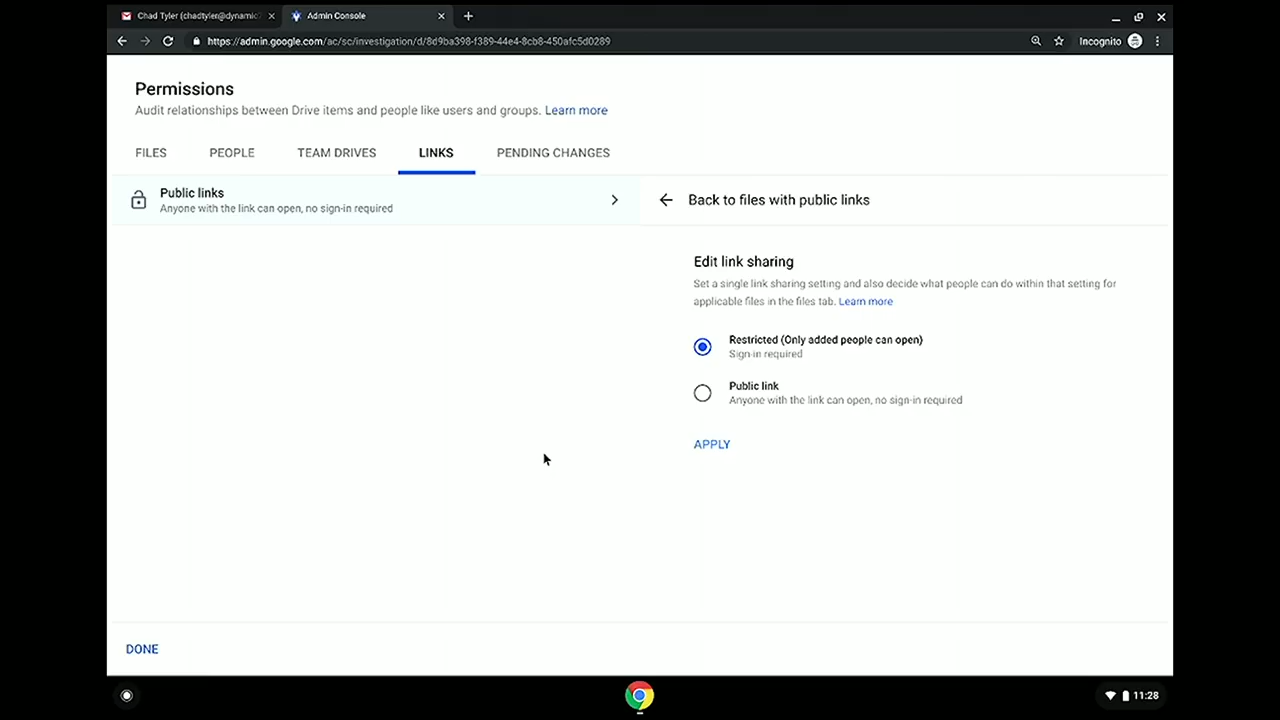 Chad Tyler (chadtyler@dynamic
Admin Console
https://admin.google.com/ac/sc/investigation/d/8d9ba398-f389-44e4-8cb8-450afc5d0289
Incognito
Permissions
Audit relationships between Drive items and people like users and groups. Learn more
FILES
PEOPLE
TEAM DRIVES
LINKS
PENDING CHANGES
Public links
Anyone with the link can open, no sign-in required
Back to files with public links
Edit link sharing
Set a single link sharing setting and also decide what people can do within that setting for
applicable files in the files tab. Learn more
Restricted (Only added people can open)
Sign-in required
Public link
Anyone with the link can open, no sign-in required
APPLY
DONE
11:28